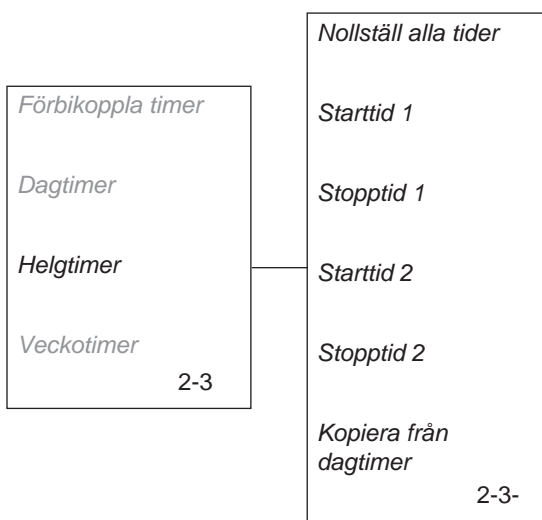 Förbikoppla timer
Dagtimer
Helgtimer
Veckotimer
2-3
Nollställ alla tider
Starttid 1
Stopptid 1
Starttid 2
Stopptid 2
Kopiera från
dagtimer
2-3-